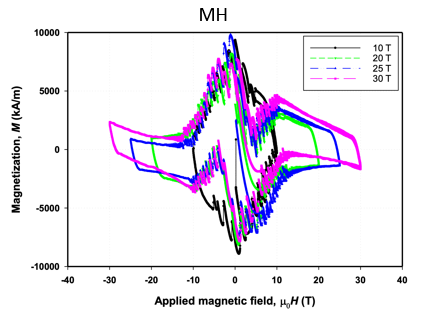 MH
10000
5000
0
-5000
-10000
Magnetization, M (kA/m)
10 T
20 T
25 T
30 T
-40 -30 -20 -10 0 10 20 30 40
Applied magnetic field, μ₀H (T)